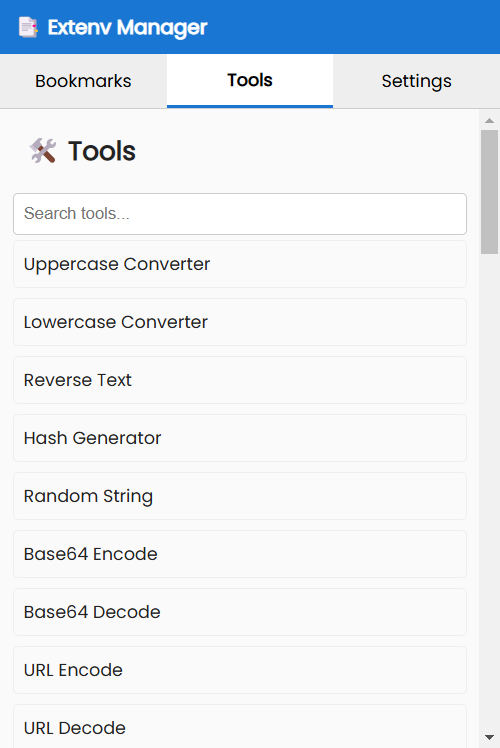 Extenv Manager
Bookmarks Tools Settings
Tools
Search tools...
Uppercase Converter
Lowercase Converter
Reverse Text
Hash Generator
Random String
Base64 Encode
Base64 Decode
URL Encode
URL Decode